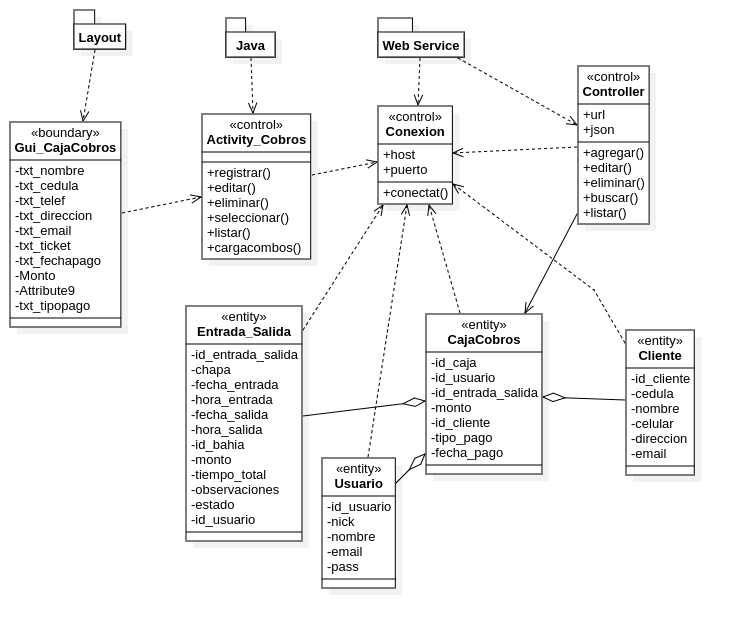 Layout
Java
Web Service
«boundary»
Gui_CajaCobros
-txt_nombre
-txt_cedula
-txt_telef
-txt_direccion
-txt_email
-txt_ticket
-txt_fechapago
-Monto
-Attribute9
-txt_tipopago
«control»
Activity_Cobros
+registrar()
+editar()
+eliminar()
+seleccionar()
+listar()
+cargacombos()
«control»
Conexion
+host
+puerto
+conectat()
«control»
Controller
+url
+json
+agregar()
+editar()
+eliminar()
+buscar()
+listar()
«entity»
Entrada_Salida
-id_entrada_salida
-chapa
-fecha_entrada
-hora_entrada
-fecha_salida
-hora_salida
-id_bahia
-monto
-tiempo_total
-observaciones
-estado
-id_usuario
«entity»
Usuario
-id_usuario
-nick
-nombre
-email
-pass
«entity»
CajaCobros
-id_caja
-id_usuario
-id_entrada_salida
-monto
-id_cliente
-tipo_pago
-fecha_pago
«entity»
Cliente
-id_cliente
-cedula
-nombre
-celular
-direccion
-email